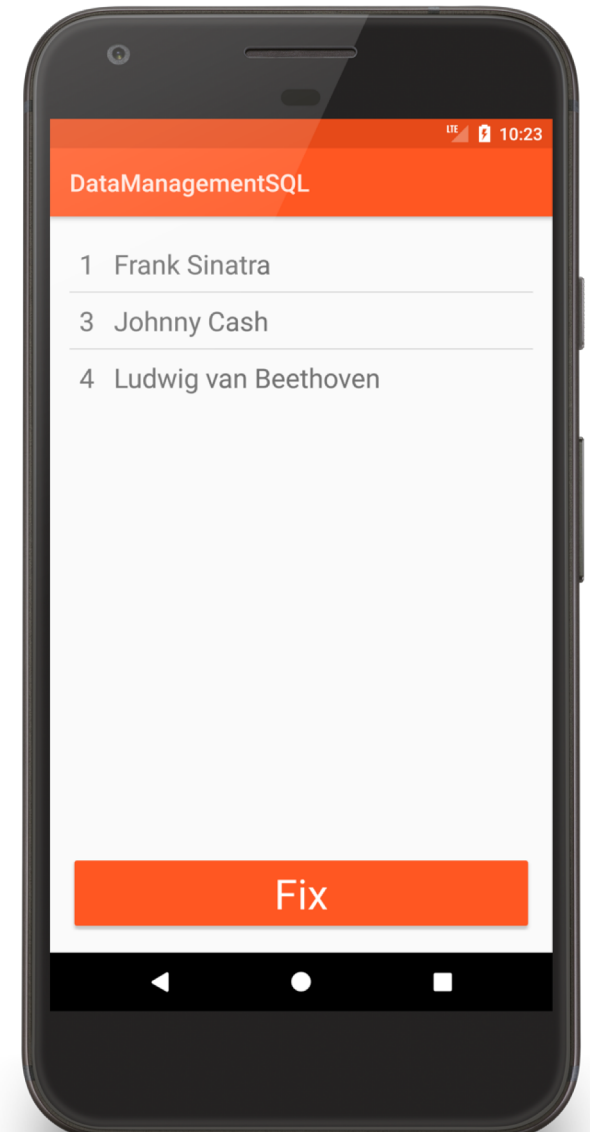 LTE 10:23
DataManagementSQL
1 Frank Sinatra
3 Johnny Cash
4 Ludwig van Beethoven
Fix